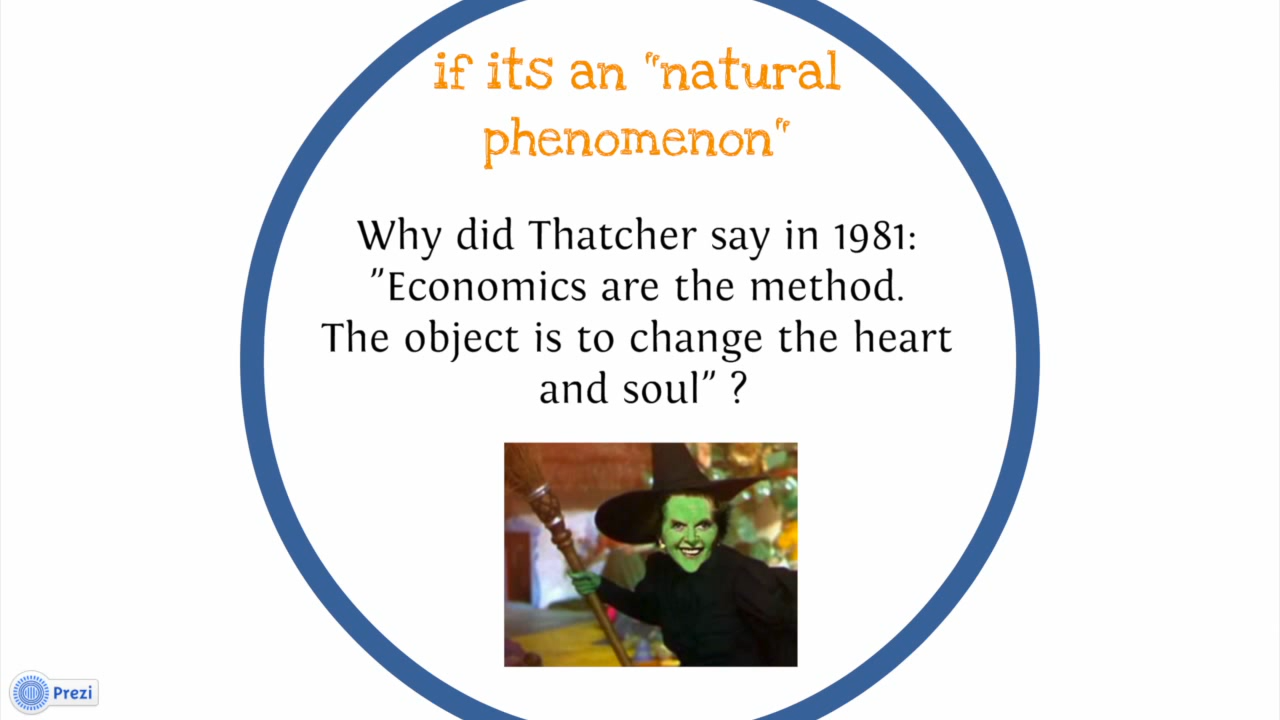 if its an "natural
phenomenon"
Why did Thatcher say in 1981:
"Economics are the method.
The object is to change the heart
and soul" ?
Prezi